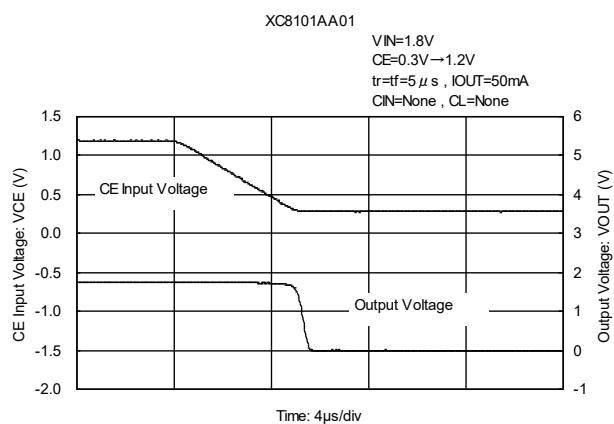 XC8101AA01
VIN=1.8V
CE=0.3V→1.2V
tr=tf=5μs , IOUT=50mA
CIN=None , CL=None
CE Input Voltage: VCE (V)
1.5
1.0
0.5
0.0
-0.5
-1.0
-1.5
-2.0
CE Input Voltage
Output Voltage
6
5
4
3
2
1
0
-1
Output Voltage: VOUT (V)
Time: 4μs/div